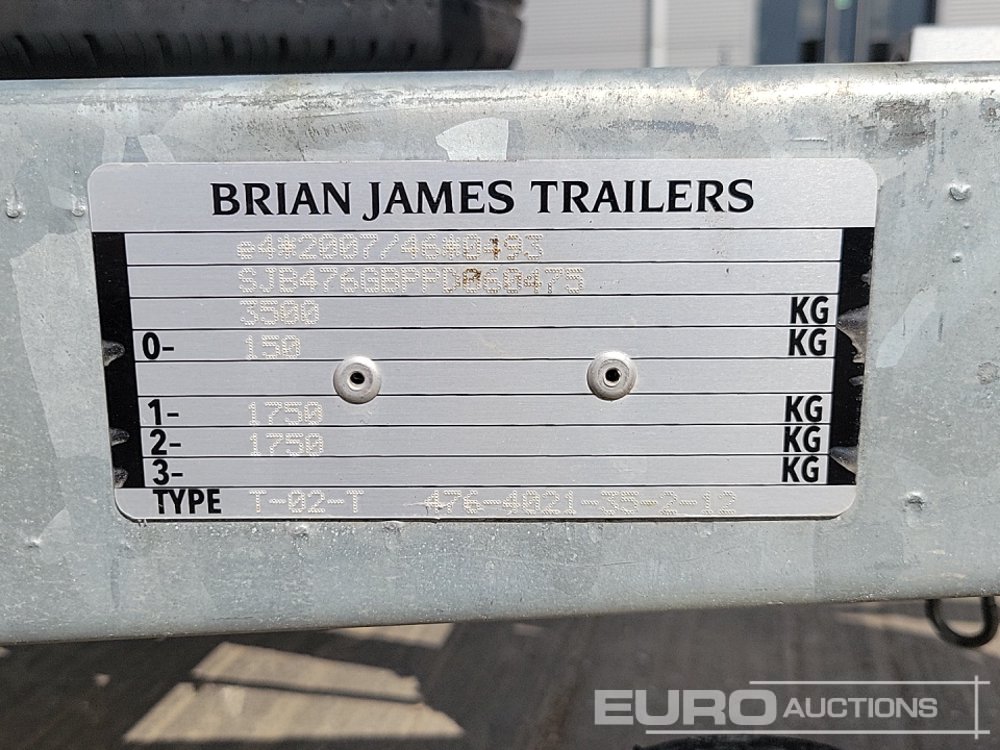 BRIAN JAMES TRAILERS
e4*2007/46*0493
SJB476GBPPD060475
3500 KG
0- 150 KG
1- 1750 KG
2- 1750 KG
3- KG
TYPE T-02-T 476-4021-35-2-12
EURO AUCTIONS